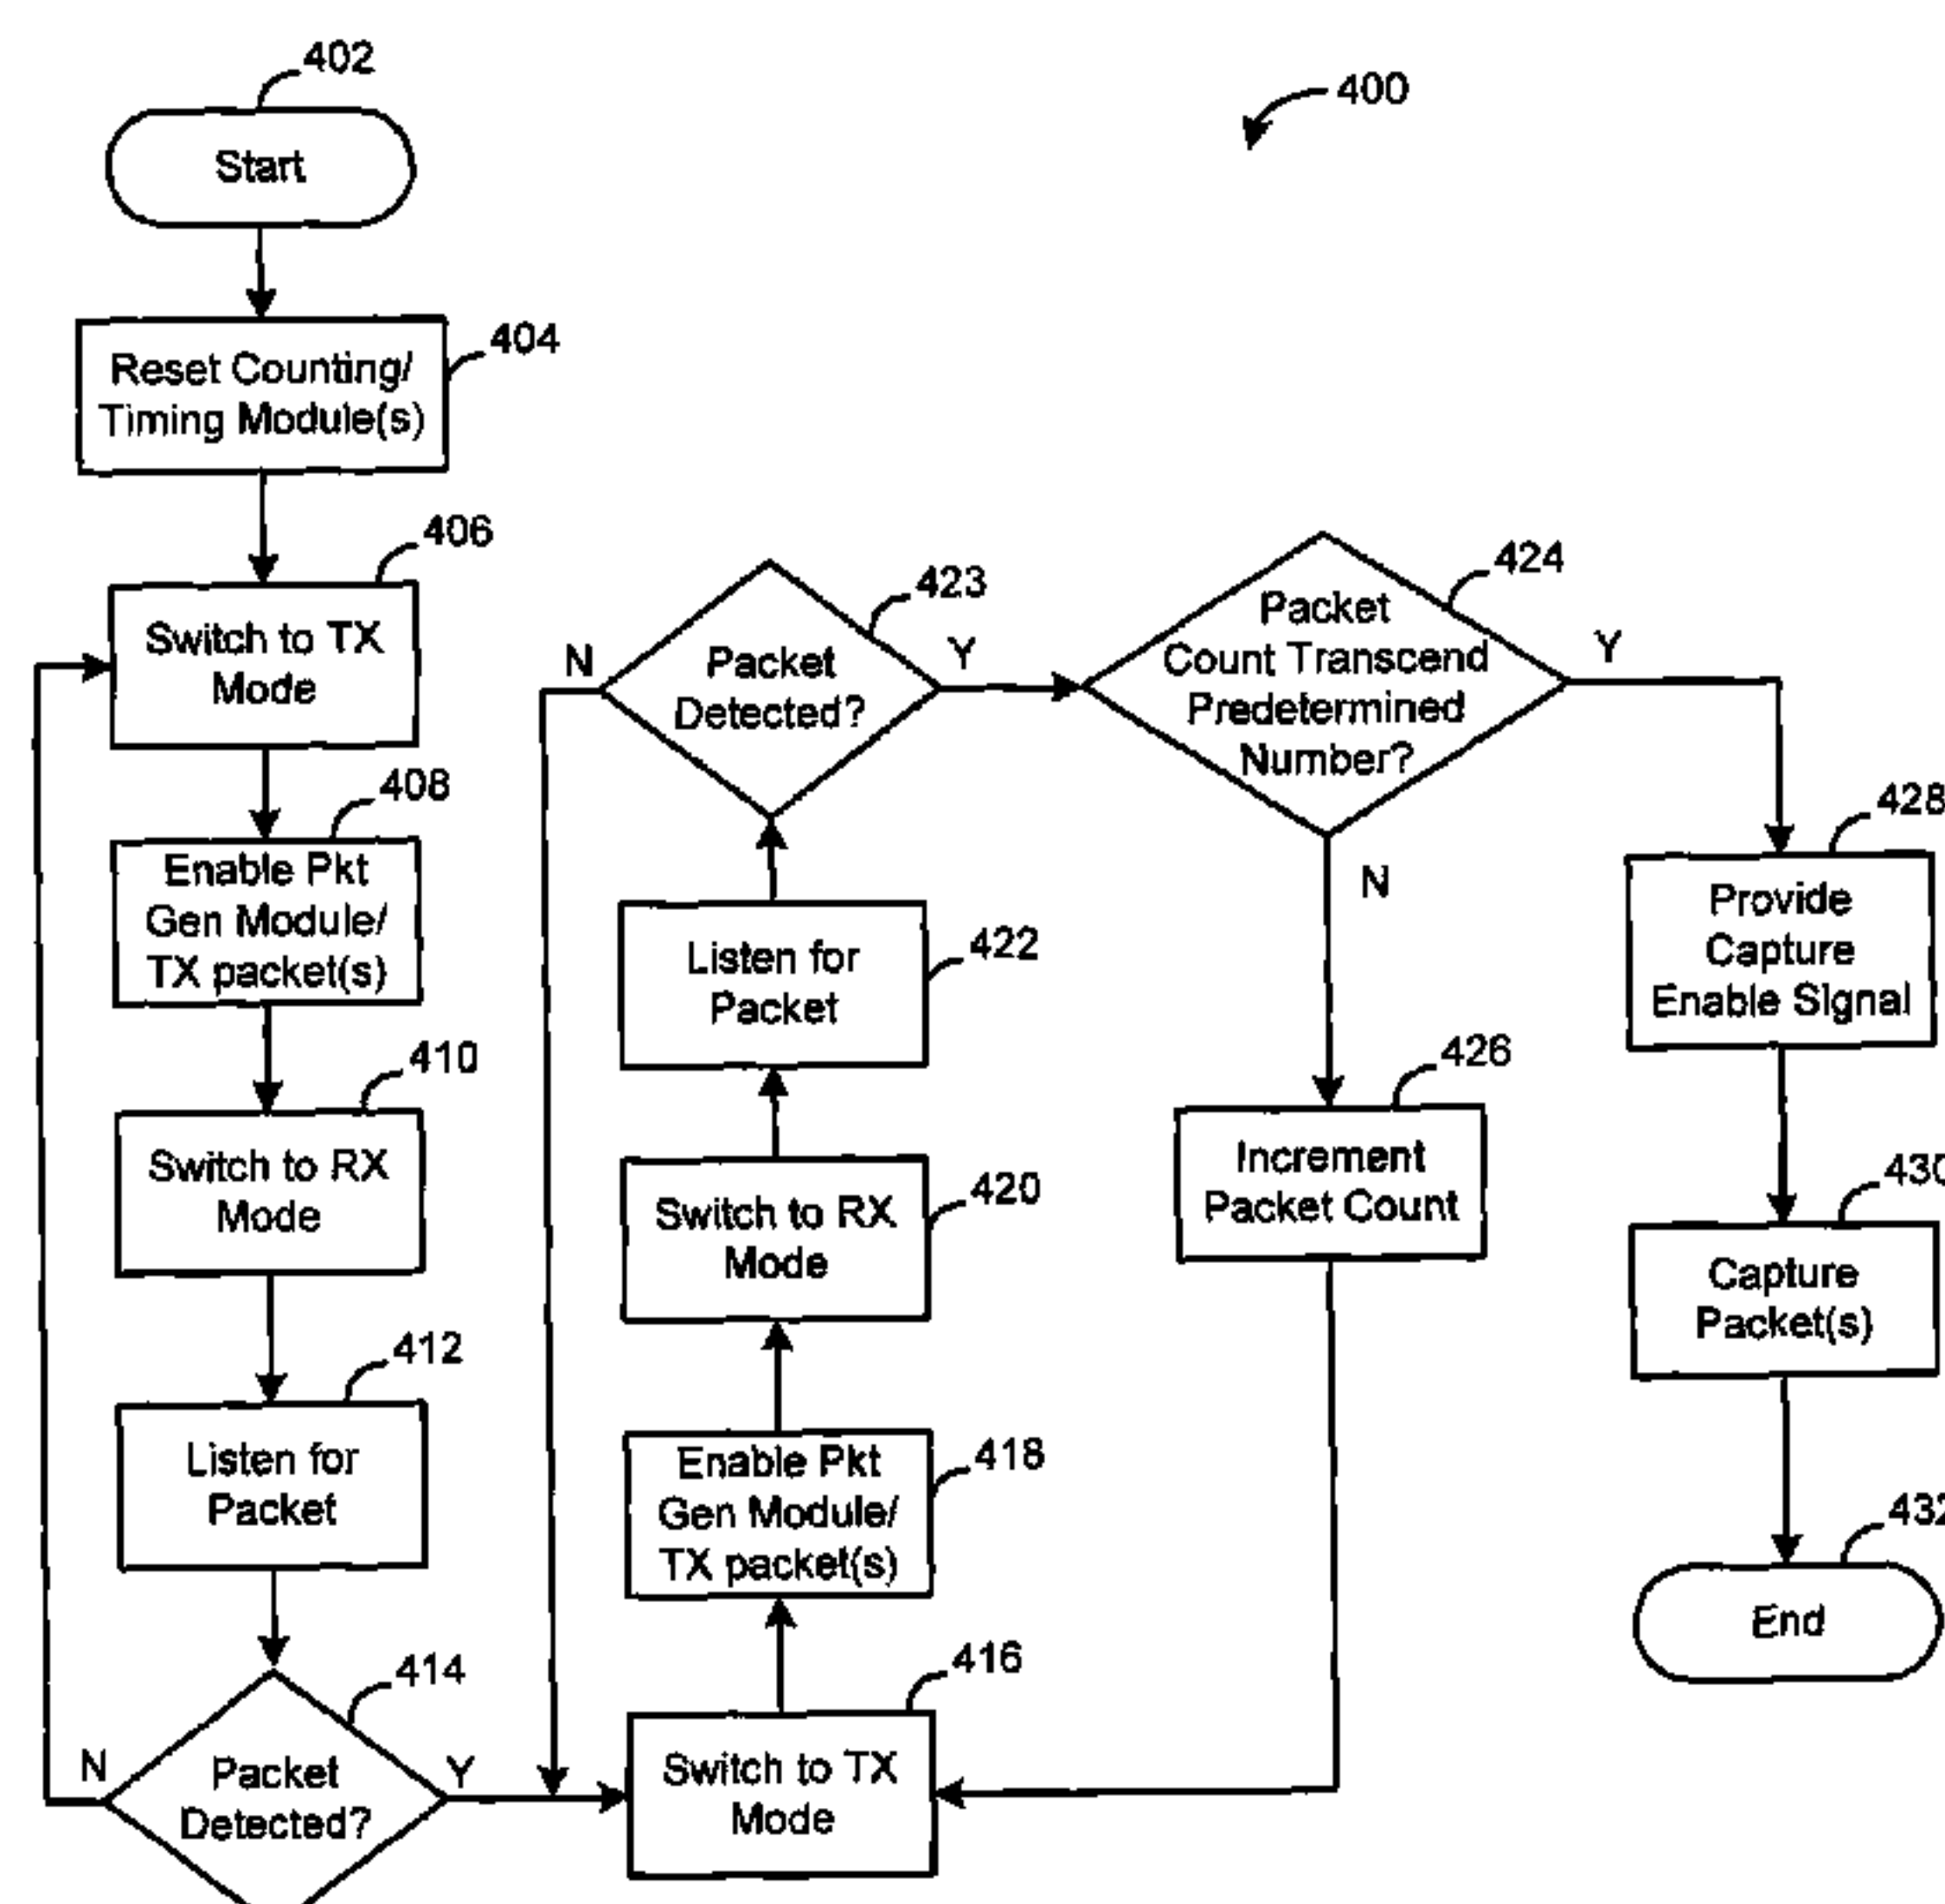 402
400
Start
404
Reset Counting/
Timing Module(s)
406
Switch to TX
Mode
408
Enable Pkt
Gen Module/
TX packet(s)
410
Switch to RX
Mode
412
Listen for
Packet
414
Packet
Detected?
N
Y
416
Switch to TX
Mode
418
Enable Pkt
Gen Module/
TX packet(s)
420
Switch to RX
Mode
422
Listen for
Packet
423
Packet
Detected?
N
Y
424
Packet
Count Transcend
Predetermined
Number?
Y
N
426
Increment
Packet Count
428
Provide
Capture
Enable Signal
430
Capture
Packet(s)
432
End